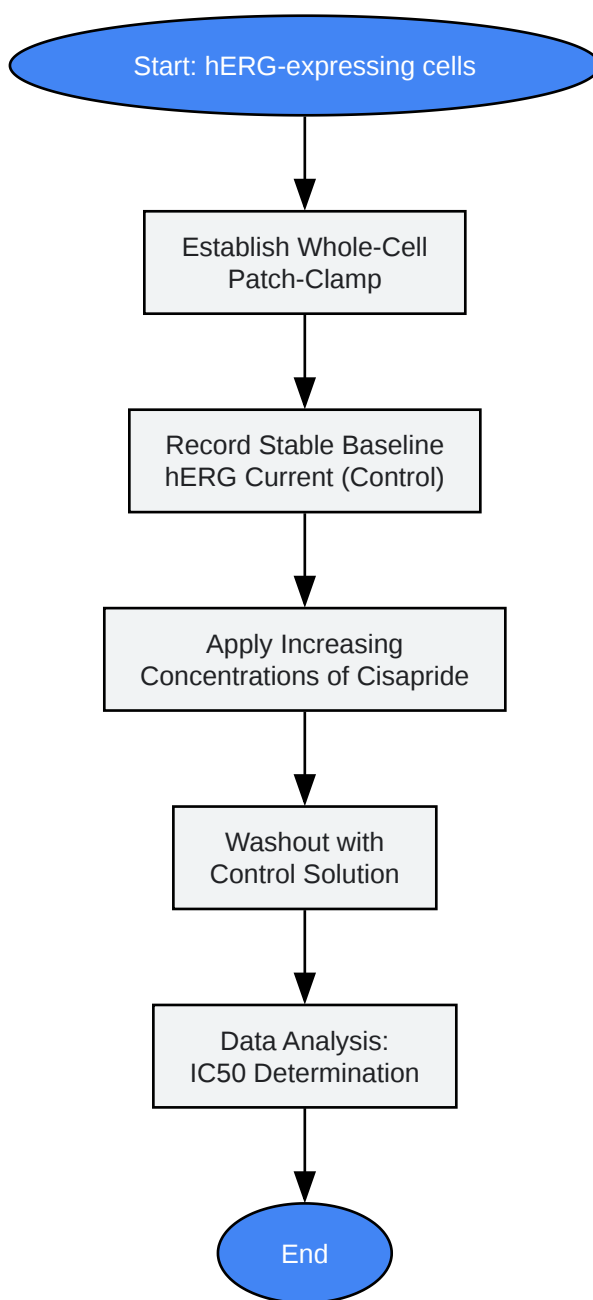 Start: hERG-expressing cells
Establish Whole-Cell
Patch-Clamp
Record Stable Baseline
hERG Current (Control)
Apply Increasing
Concentrations of Cisapride
Washout with
Control Solution
Data Analysis:
IC50 Determination
End